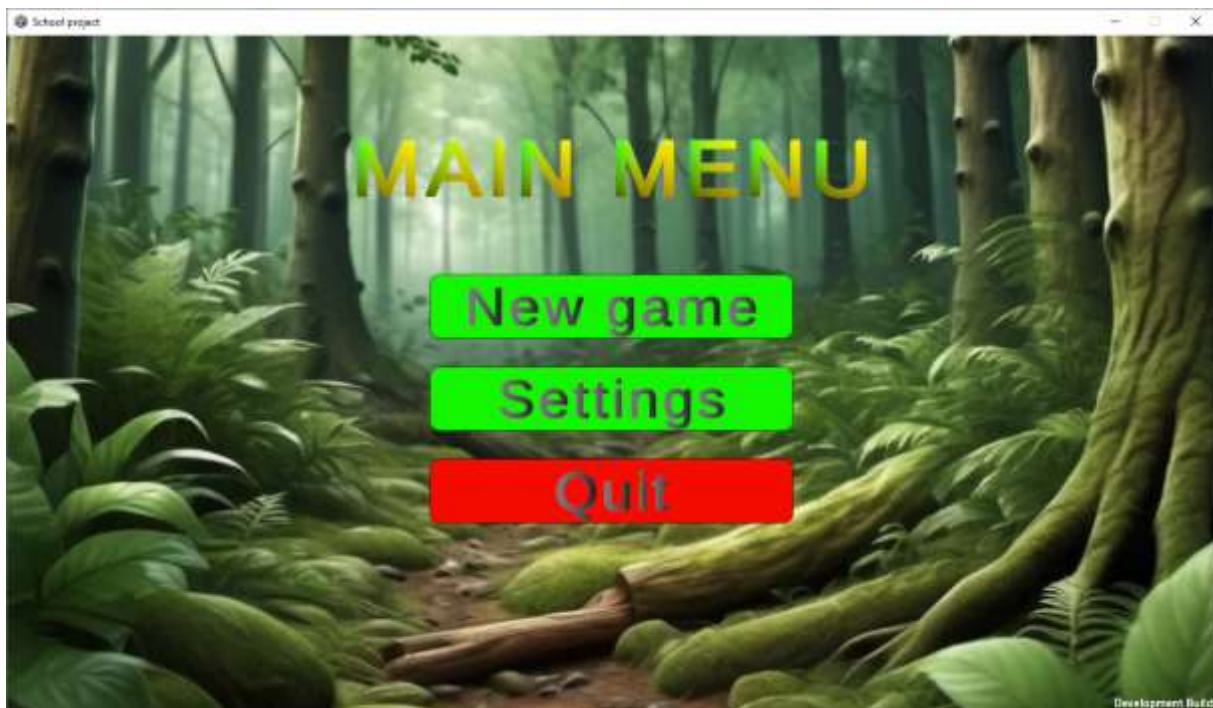 School project
MAIN MENU
New game
Settings
Quit
Development Build